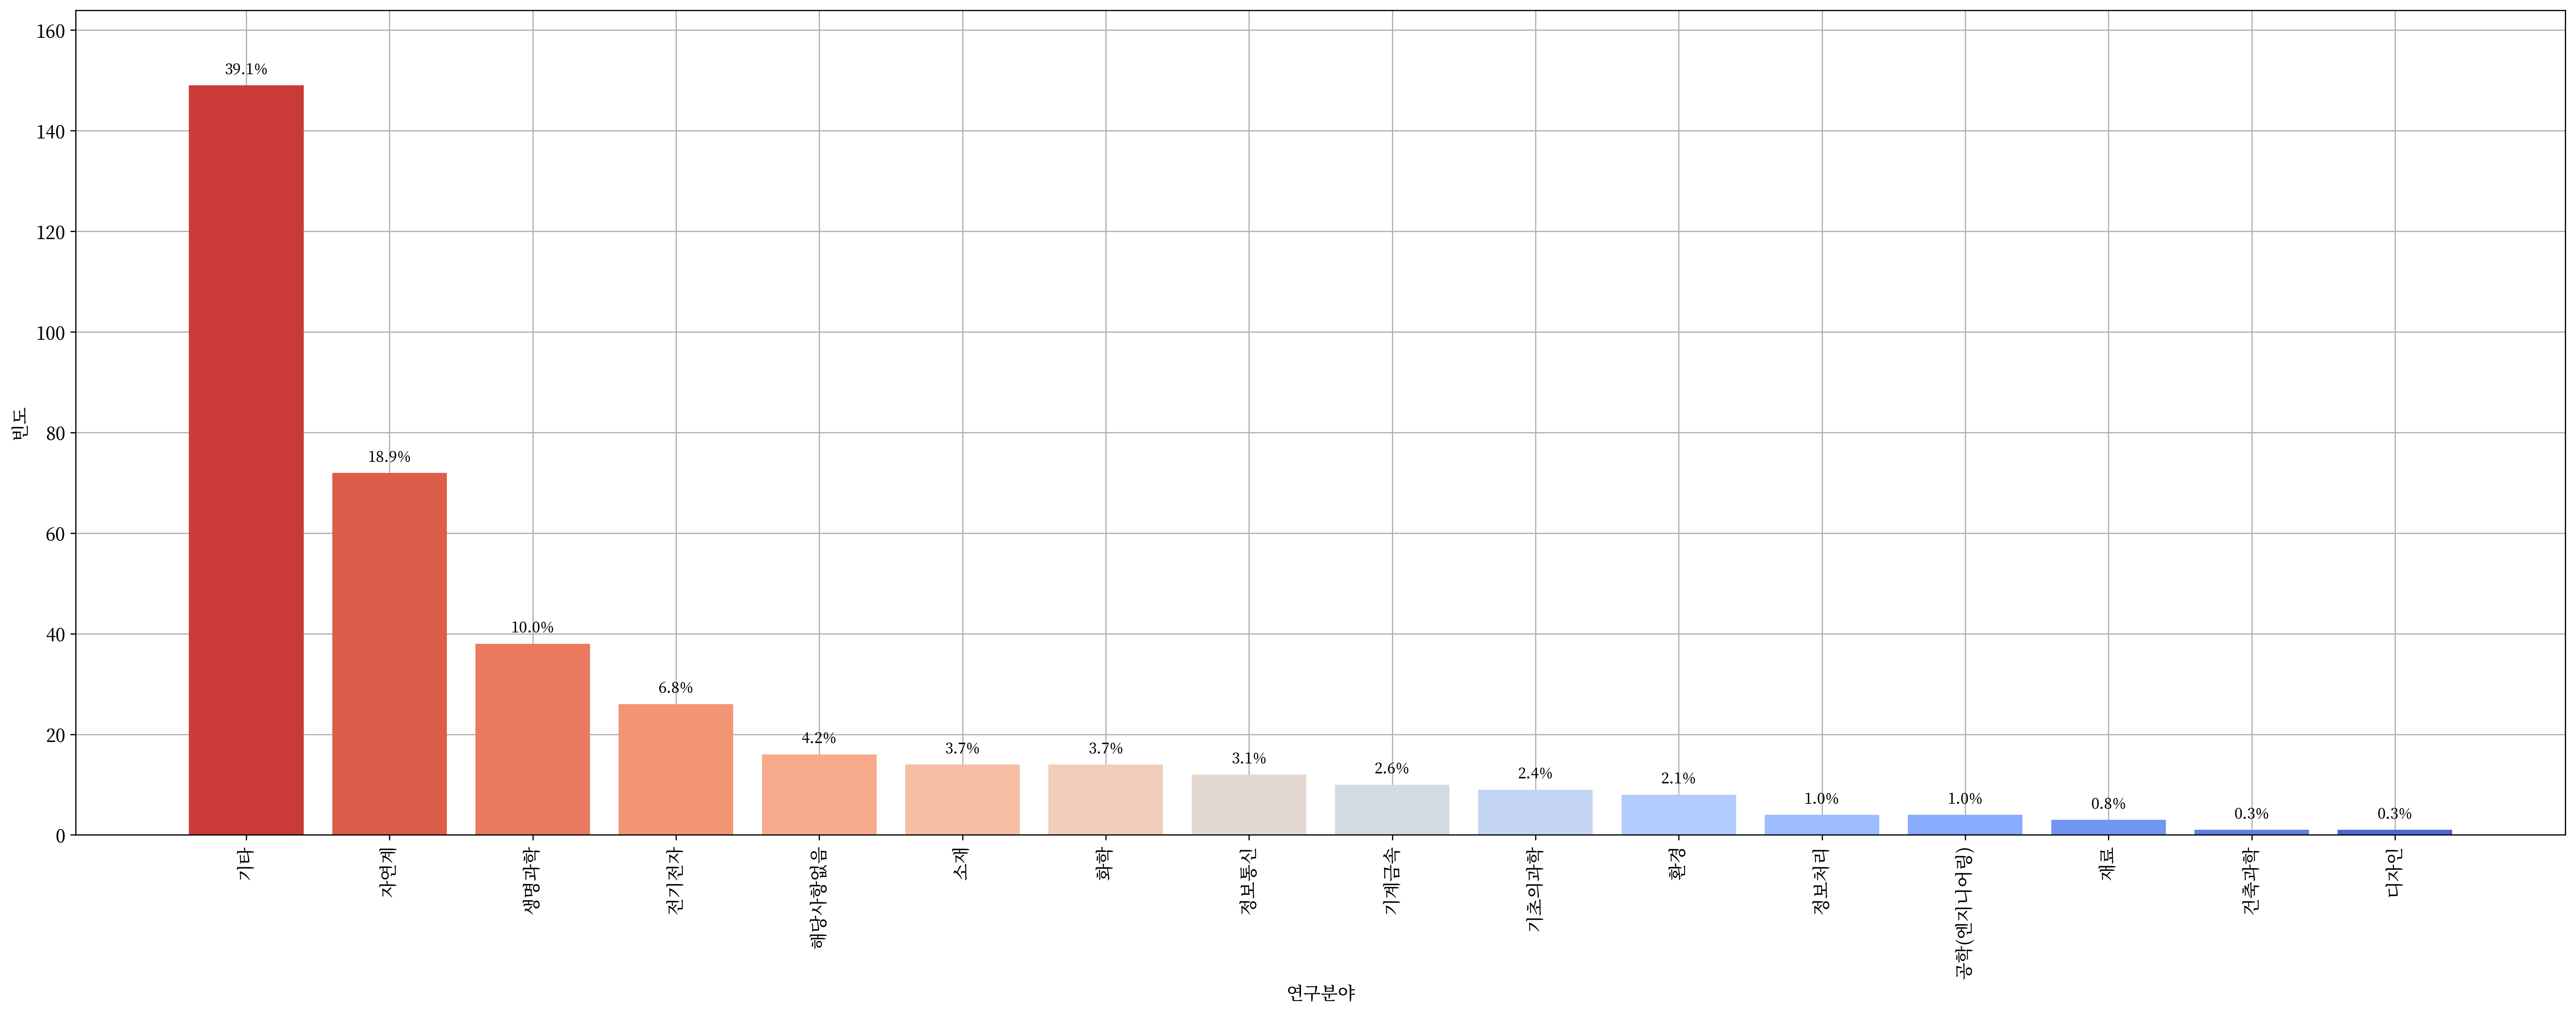 160
140
120
100
80
60
40
20
0
빈도
39.1%
18.9%
10.0%
6.8%
4.2%
3.7%
3.7%
3.1%
2.6%
2.4%
2.1%
1.0%
1.0%
0.8%
0.3%
0.3%
기타
자연계
생명과학
전기전자
해당사항없음
소재
화학
정보통신
기계금속
기초의과학
환경
정보처리
공학(엔지니어링)
재료
건축과학
디자인
연구분야